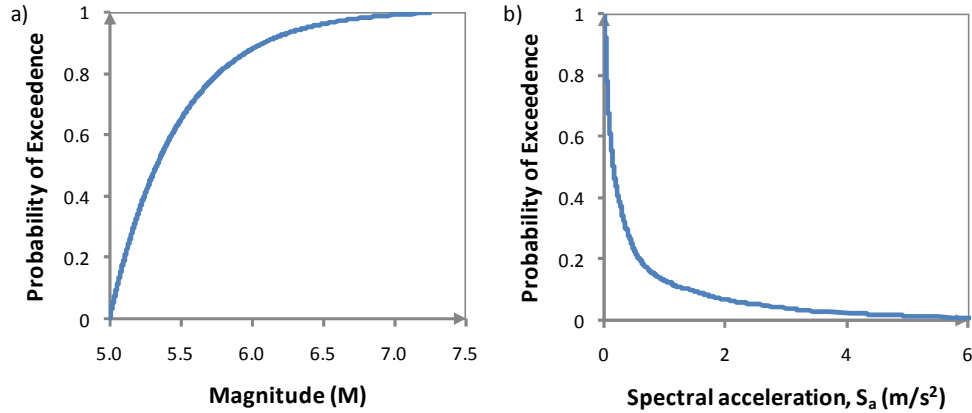 a)
Probability of Exceedence
1
0.8
0.6
0.4
0.2
0
5.0 5.5 6.0 6.5 7.0 7.5
Magnitude (M)
b)
Probability of Exceedence
1
0.8
0.6
0.4
0.2
0
0 2 4 6
Spectral acceleration, Sa (m/s²)